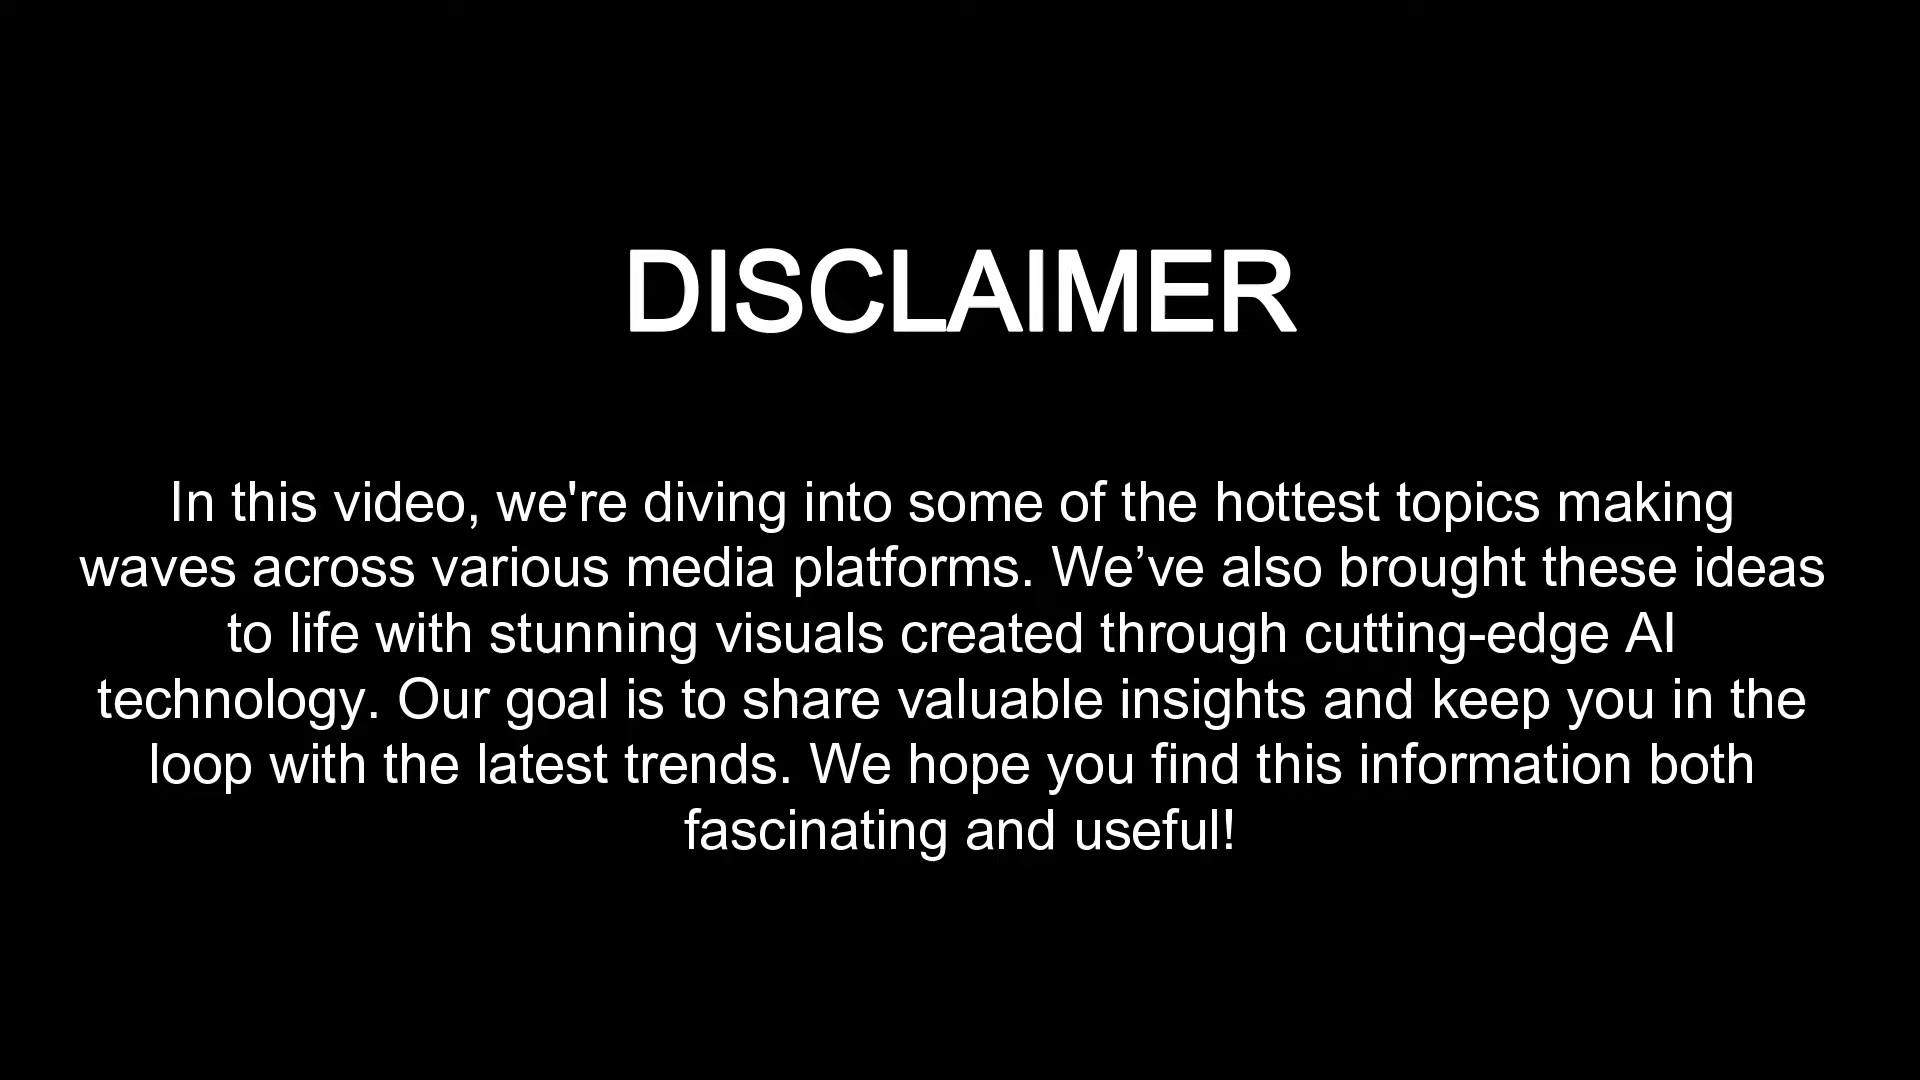 DISCLAIMER
In this video, we're diving into some of the hottest topics making
waves across various media platforms. We’ve also brought these ideas
to life with stunning visuals created through cutting-edge AI
technology. Our goal is to share valuable insights and keep you in the
loop with the latest trends. We hope you find this information both
fascinating and useful!